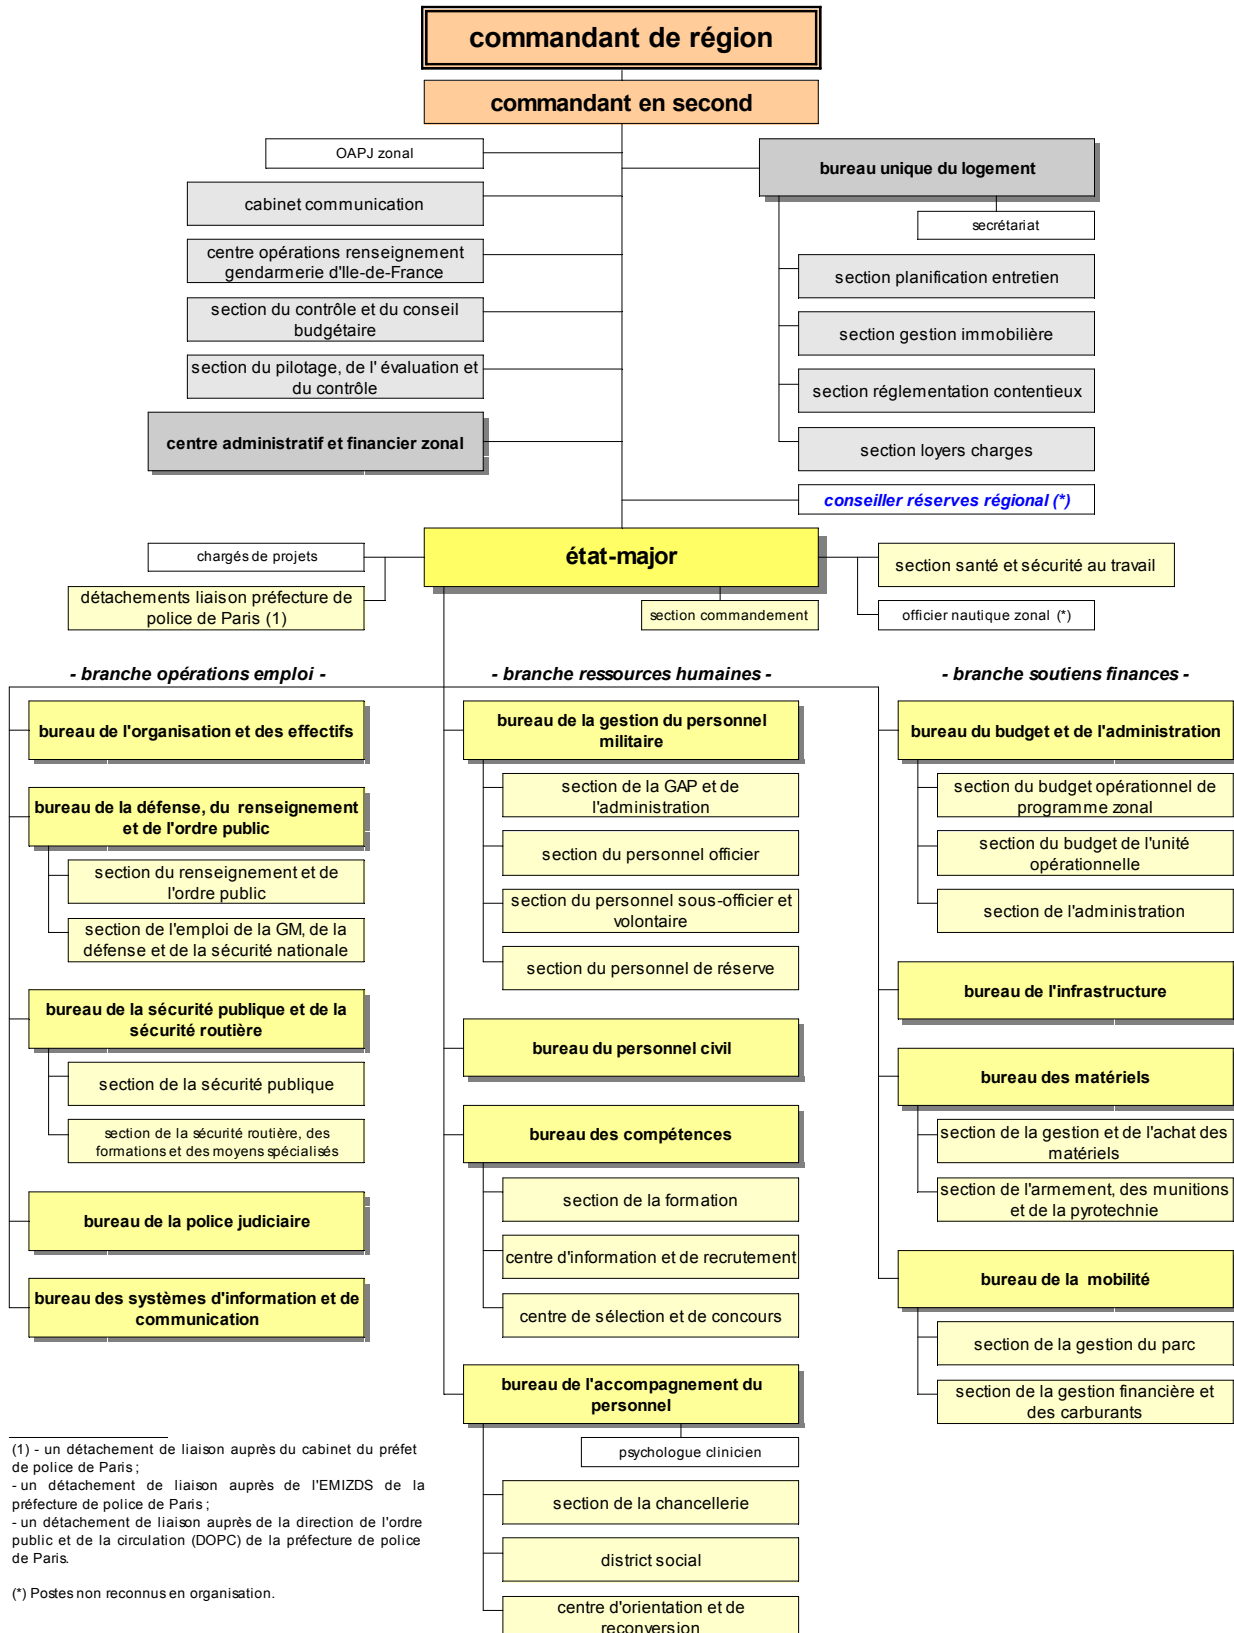 commandant de région
commandant en second
OAPJ zonal
cabinet communication
centre opérations renseignement
gendarmerie d'Ile-de-France
section du contrôle et du conseil
budgétaire
section du pilotage, de l' évaluation et
du contrôle
centre administratif et financier zonal
bureau unique du logement
secrétariat
section planification entretien
section gestion immobilière
section réglementation contentieux
section loyers charges
conseiller réserves régional (*)
état-major
chargés de projets
détachements liaison préfecture de
police de Paris (1)
section commandement
section santé et sécurité au travail
officier nautique zonal (*)
- branche opérations emploi -
bureau de l'organisation et des effectifs
bureau de la défense, du renseignement
et de l'ordre public
section du renseignement et de
l'ordre public
section de l'emploi de la GM, de la
défense et de la sécurité nationale
bureau de la sécurité publique et de la
sécurité routière
section de la sécurité publique
section de la sécurité routière, des
formations et des moyens spécialisés
bureau de la police judiciaire
bureau des systèmes d'information et de
communication
- branche ressources humaines -
bureau de la gestion du personnel
militaire
section de la GAP et de
l'administration
section du personnel officier
section du personnel sous-officier et
volontaire
section du personnel de réserve
bureau du personnel civil
bureau des compétences
section de la formation
centre d'information et de recrutement
centre de sélection et de concours
bureau de l'accompagnement du
personnel
psychologue clinicien
section de la chancellerie
district social
centre d'orientation et de
reconversion
- branche soutiens finances -
bureau du budget et de l'administration
section du budget opérationnel de
programme zonal
section du budget de l'unité
opérationnelle
section de l'administration
bureau de l'infrastructure
bureau des matériels
section de la gestion et de l'achat des
matériels
section de l'armement, des munitions
et de la pyrotechnie
bureau de la mobilité
section de la gestion du parc
section de la gestion financière et
des carburants
(1) - un détachement de liaison auprès du cabinet du préfet
de police de Paris ;
- un détachement de liaison auprès de l'EMIZDS de la
préfecture de police de Paris ;
- un détachement de liaison auprès de la direction de l'ordre
public et de la circulation (DOPC) de la préfecture de police
de Paris.
(*) Postes non reconnus en organisation.